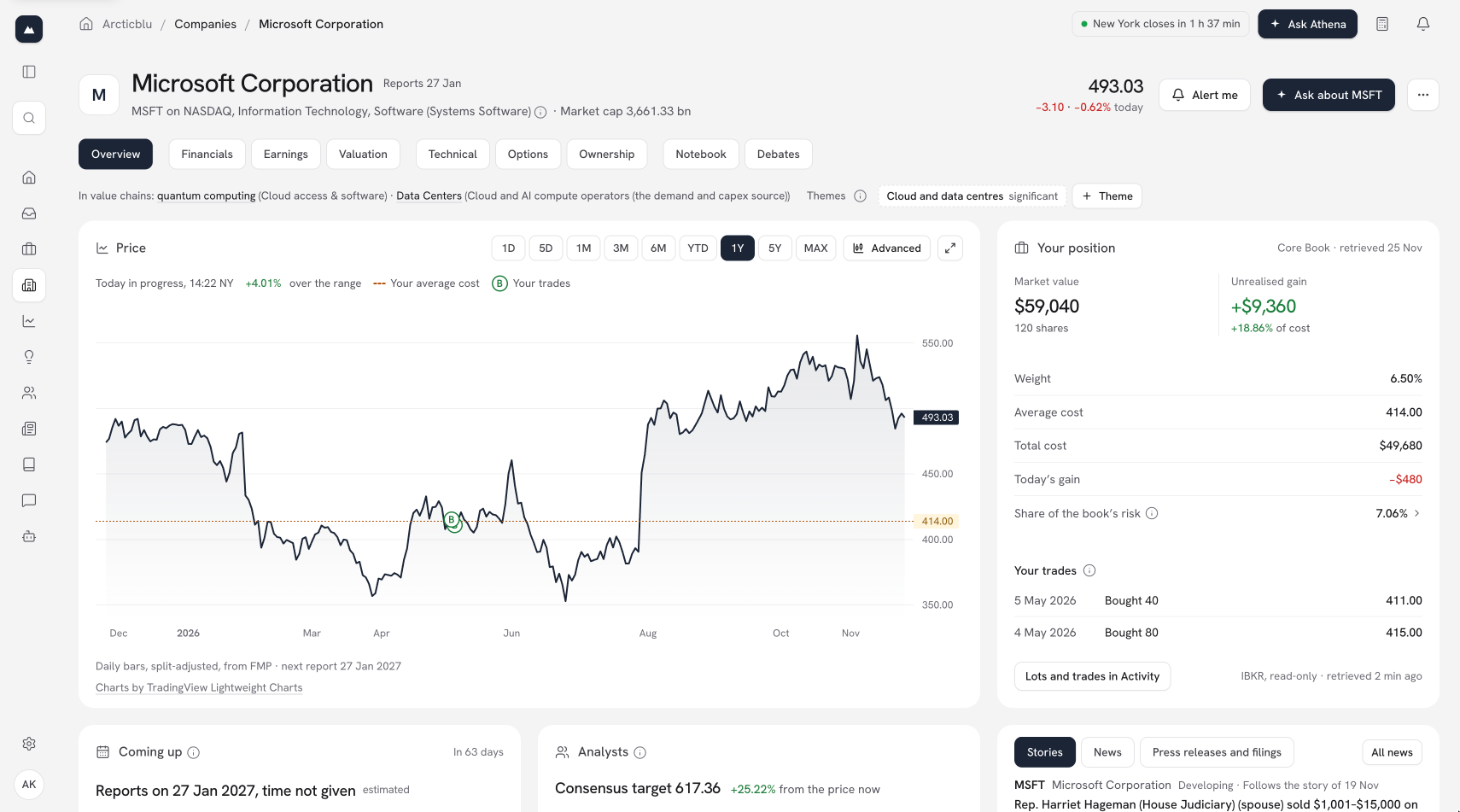 Arcticblu / Companies / Microsoft Corporation
New York closes in 1 h 37 min
Ask Athena
M
Microsoft Corporation Reports 27 Jan
MSFT on NASDAQ, Information Technology, Software (Systems Software) · Market cap 3,661.33 bn
493.03
−3.10 · −0.62% today
Alert me
Ask about MSFT
Overview Financials Earnings Valuation Technical Options Ownership Notebook Debates
In value chains: quantum computing (Cloud access & software) · Data Centers (Cloud and AI compute operators (the demand and capex source)) Themes Cloud and data centres significant + Theme
Price
1D 5D 1M 3M 6M YTD 1Y 5Y MAX Advanced
Today in progress, 14:22 NY +4.01% over the range Your average cost B Your trades
550.00
493.03
450.00
B
414.00
400.00
350.00
Dec 2026 Mar Apr Jun Aug Oct Nov
Daily bars, split-adjusted, from FMP · next report 27 Jan 2027
Charts by TradingView Lightweight Charts
Your position Core Book · retrieved 25 Nov
Market value Unrealised gain
$59,040 +$9,360
120 shares +18.86% of cost
Weight 6.50%
Average cost 414.00
Total cost $49,680
Today's gain −$480
Share of the book's risk 7.06%
Your trades
5 May 2026 Bought 40 411.00
4 May 2026 Bought 80 415.00
Lots and trades in Activity IBKR, read-only · retrieved 2 min ago
Coming up In 63 days
Reports on 27 Jan 2027, time not given estimated
Analysts
Consensus target 617.36 +25.22% from the price now
Stories News Press releases and filings All news
MSFT Microsoft Corporation Developing · Follows the story of 19 Nov
Rep. Harriet Hageman (House Judiciary) (spouse) sold $1,001–$15,000 on
AK